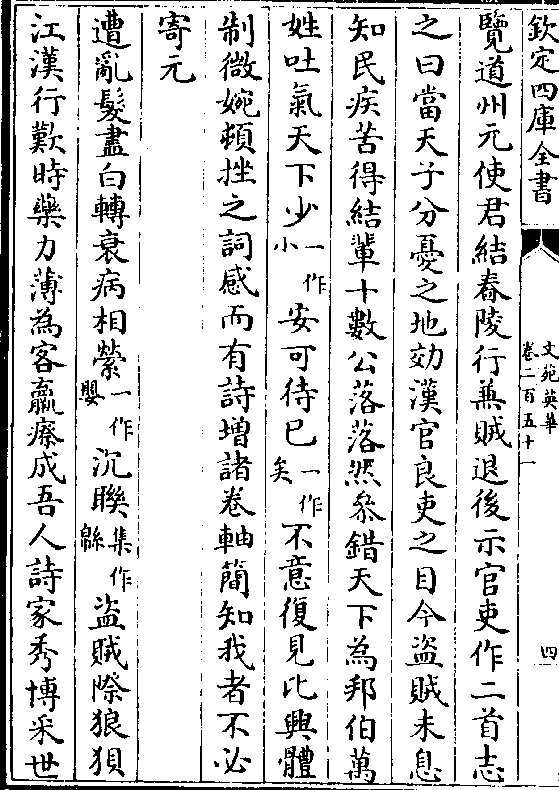 欽定四庫全書
文苑英華
卷二百五十一
四
覽道州元使君結舂陵行兼賊退後示官吏作二首志
之曰當天子分憂之地効漢官良吏之目今盜賊未息
知民疾苦得結輩十數公落落然叅錯天下為邦伯萬
姓吐氣天下少一作小安可待已一作矣不意復見比興體
制微婉頓挫之詞感而有詩增諸卷軸簡知我者不必
寄元
遭亂髮盡白轉衰病相縈一作嬰沉聨集作緜盜賊際狼狽
江漢行歎時藥力薄為客羸瘵成吾人詩家秀博采世